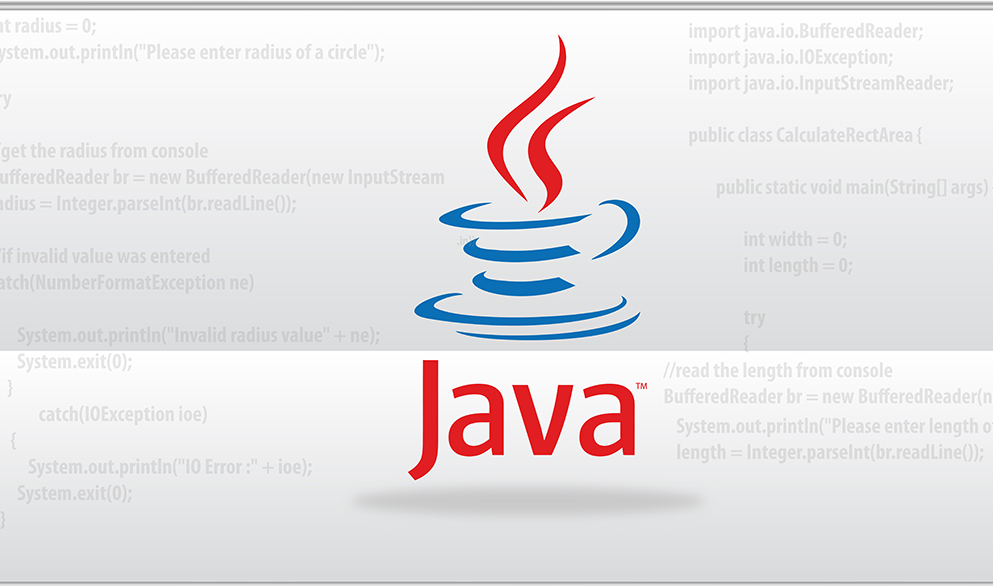 nt radius = 0;
ystem.out.println("Please enter radius of a circle");
ry
/get the radius from console
ufferedReader br = new BufferedReader(new InputStream
adius = Integer.parseInt(br.readLine());
/if invalid value was entered
atch(NumberFormatException ne)
System.out.println("Invalid radius value" + ne);
System.exit(0);
}
catch(IOException ioe)
{
System.out.println("IO Error :" + ioe);
System.exit(0);
}
Java™
import java.io.BufferedReader;
import java.io.IOException;
import java.io.InputStreamReader;
public class CalculateRectArea {
public static void main(String[] args)
int width = 0;
int length = 0;
try
{
//read the length from console
BufferedReader br = new BufferedReader(n
System.out.println("Please enter length o
length = Integer.parseInt(br.readLine());